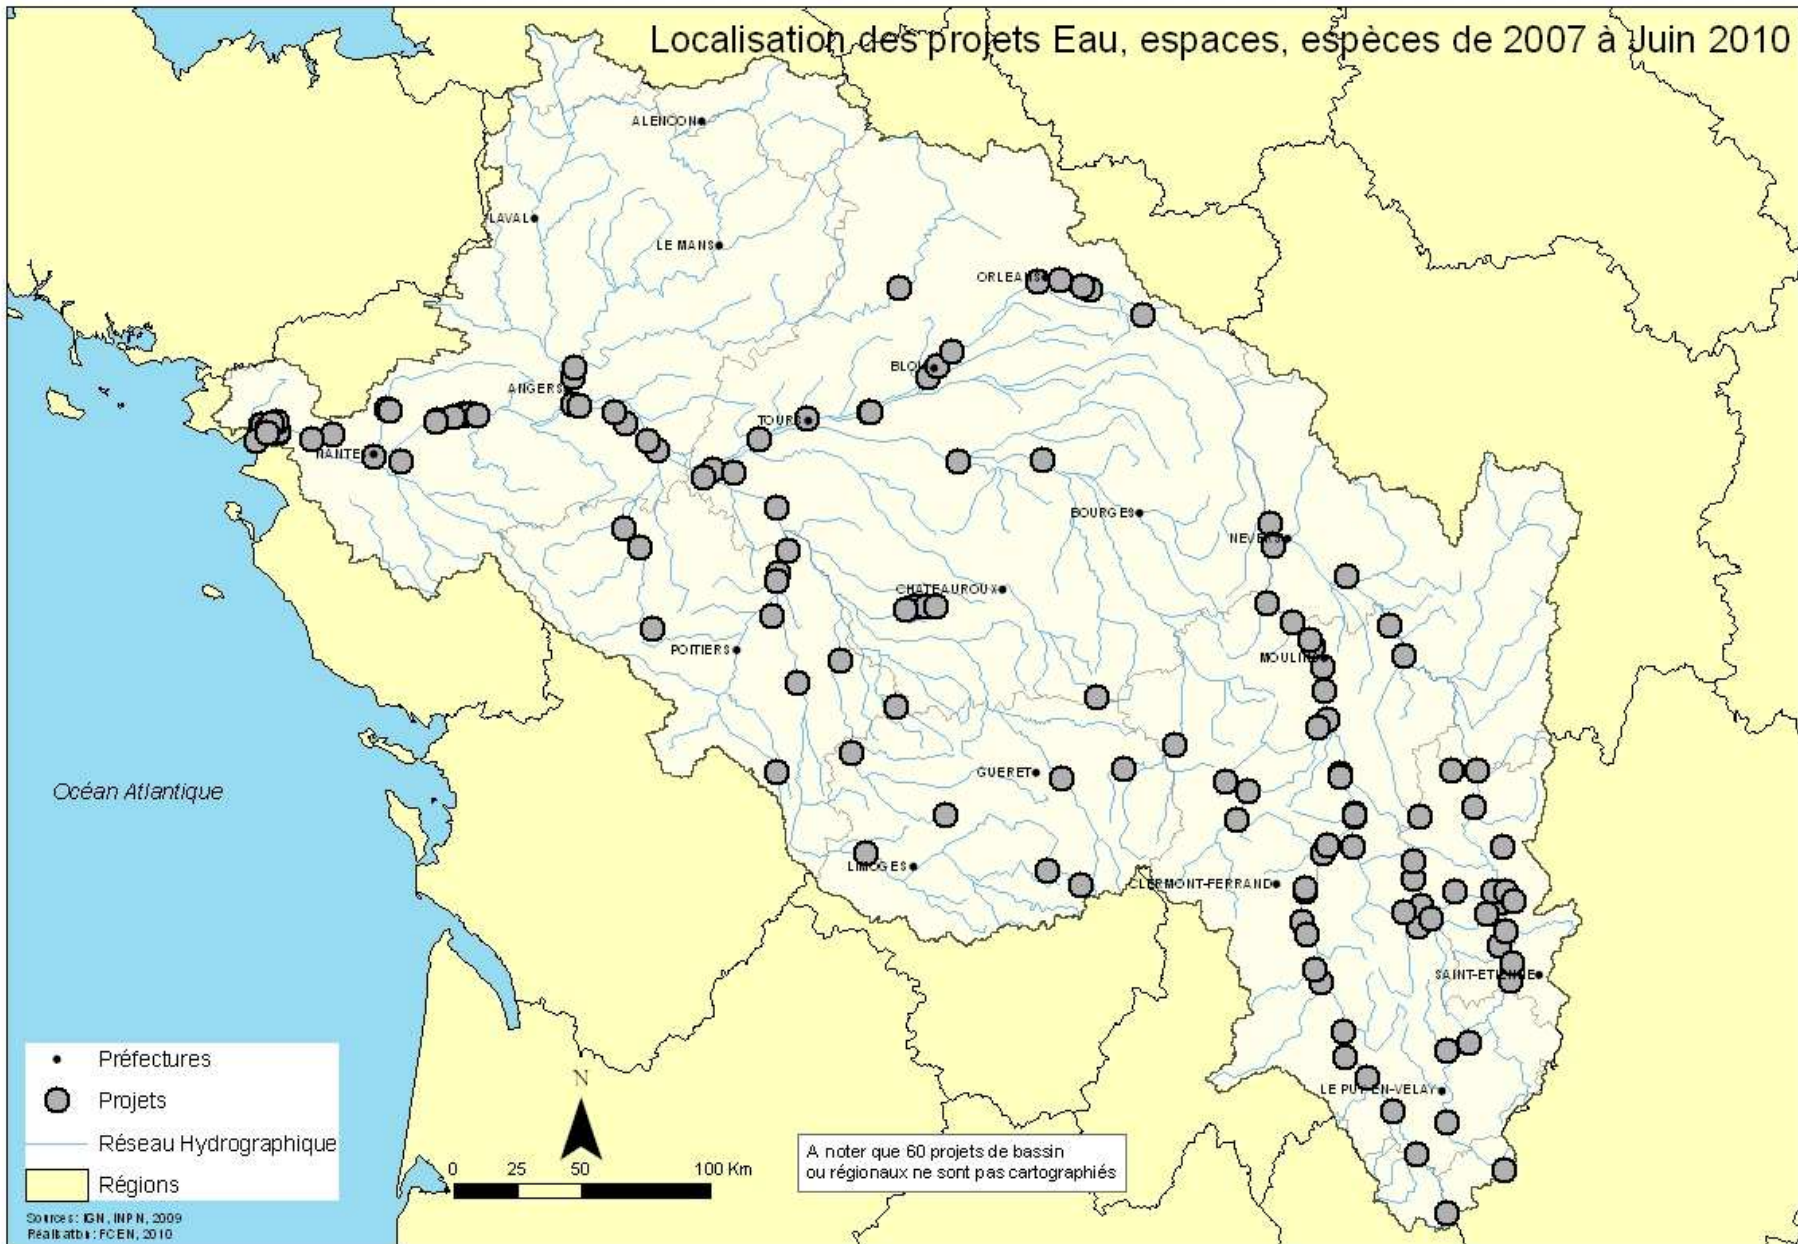 Localisation des projets Eau, espaces, espèces de 2007 à Juin 2010
ALENCON
LAVAL
LE MANS
ORLEANS
BLOI
ANGERS
TOURS
NANTE
BOURGES
NEVERS
CHATEAUROUX
POITIERS
MOULINS
GUERET
Océan Atlantique
LIMOGES
CLERMONT-FERRAND
SAINT-ETIENNE
LE PUY-EN-VELAY
Préfectures
Projets
Réseau Hydrographique
Régions
N
0 25 50 100 Km
A noter que 60 projets de bassin
ou régionaux ne sont pas cartographiés
Sources: IGN, INPN, 2009
Réalisation: FCEN, 2010